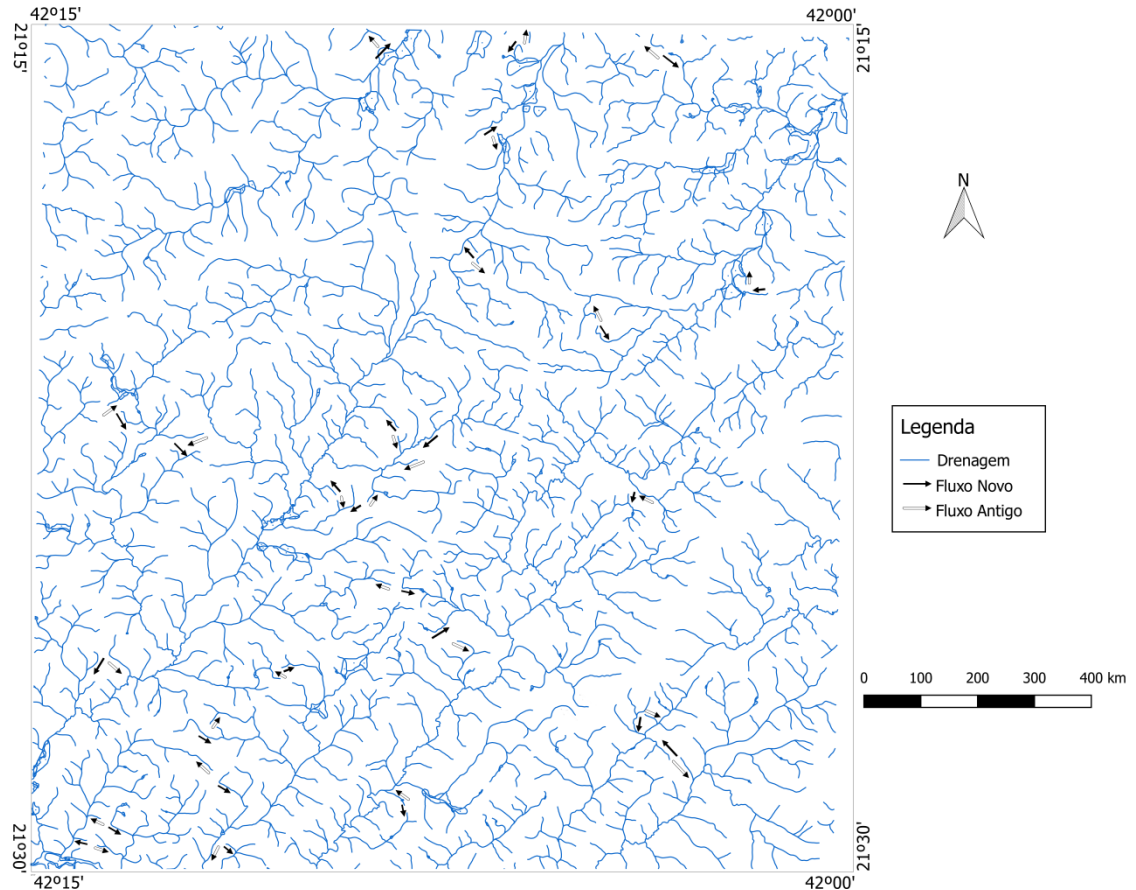 42º15'
42º00'
21º15'
21º15'
N
Legenda
Drenagem
Fluxo Novo
Fluxo Antigo
0 100 200 300 400 km
21º30'
21º30'
42º15'
42º00'